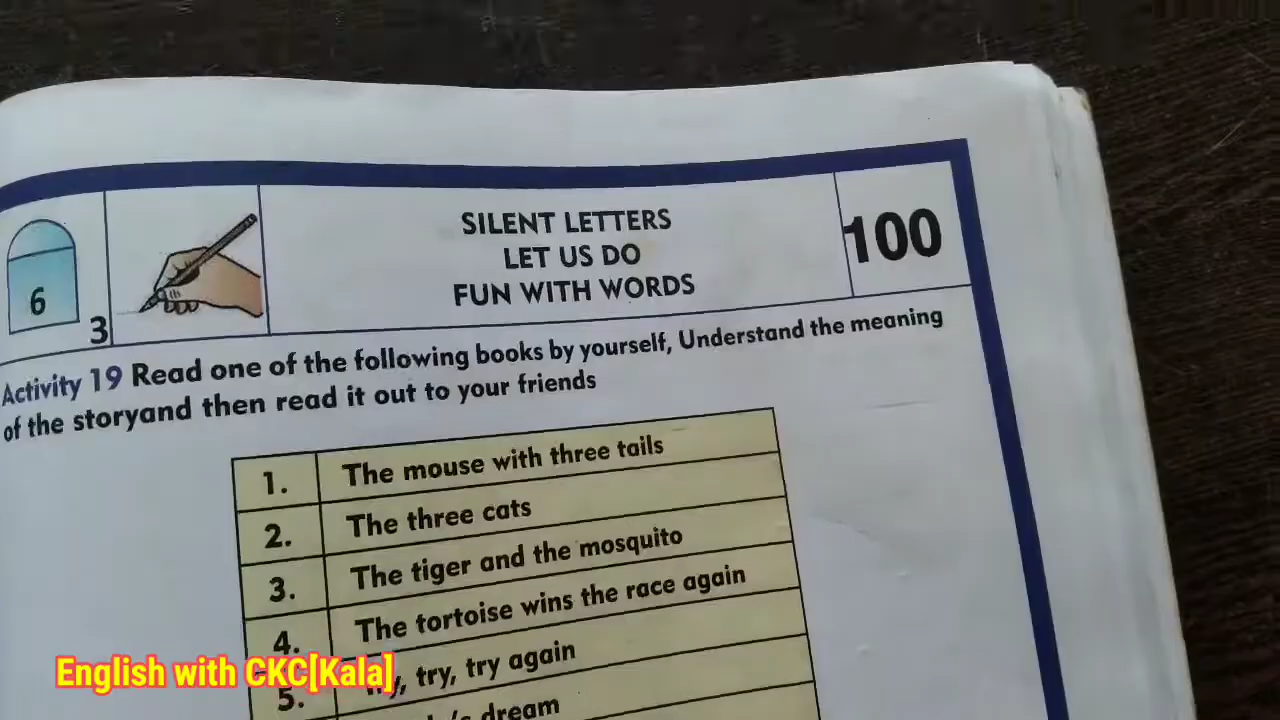 6
3
SILENT LETTERS
LET US DO
FUN WITH WORDS
100
Activity 19 Read one of the following books by yourself, Understand the meaning
of the storyand then read it out to your friends
1. The mouse with three tails
2. The three cats
3. The tiger and the mosquito
4. The tortoise wins the race again
5. try, try again
dream
English with CKC[Kala]